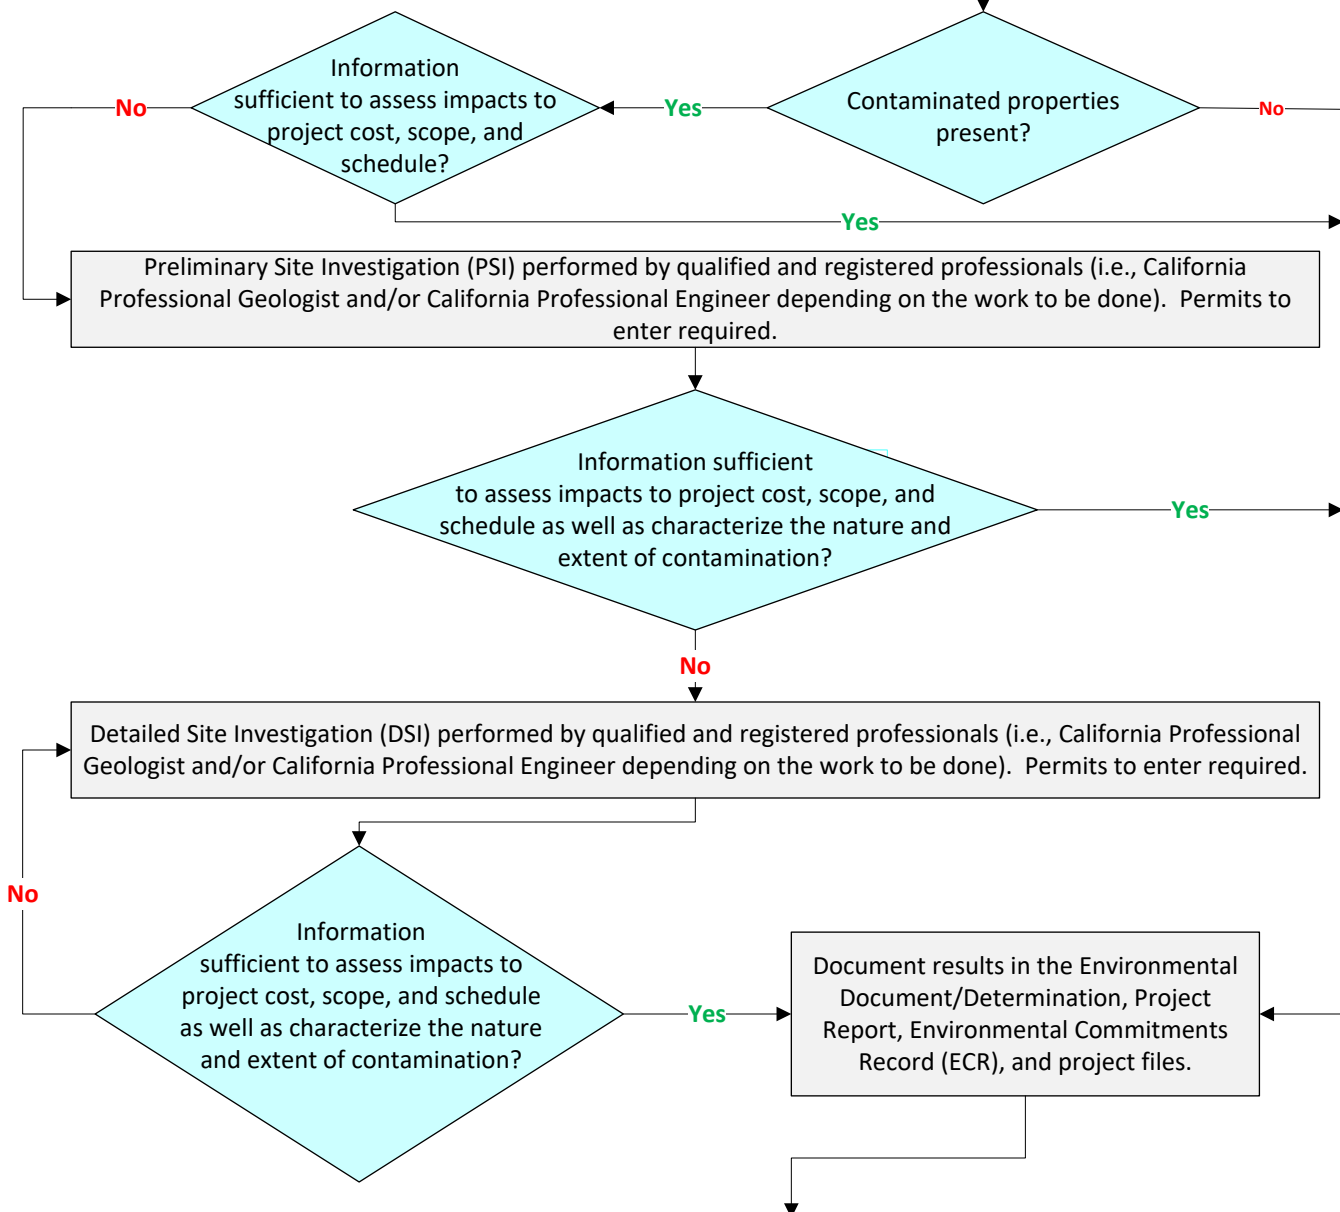 Information
sufficient to assess impacts to
project cost, scope, and
schedule?
No
Yes
Contaminated properties
present?
No
Yes
Preliminary Site Investigation (PSI) performed by qualified and registered professionals (i.e., California
Professional Geologist and/or California Professional Engineer depending on the work to be done).  Permits to
enter required.
Information sufficient
to assess impacts to project cost, scope, and
schedule as well as characterize the nature and
extent of contamination?
Yes
No
Detailed Site Investigation (DSI) performed by qualified and registered professionals (i.e., California Professional
Geologist and/or California Professional Engineer depending on the work to be done).  Permits to enter required.
No
Information
sufficient to assess impacts to
project cost, scope, and schedule
as well as characterize the nature
and extent of contamination?
Yes
Document results in the Environmental
Document/Determination, Project
Report, Environmental Commitments
Record (ECR), and project files.